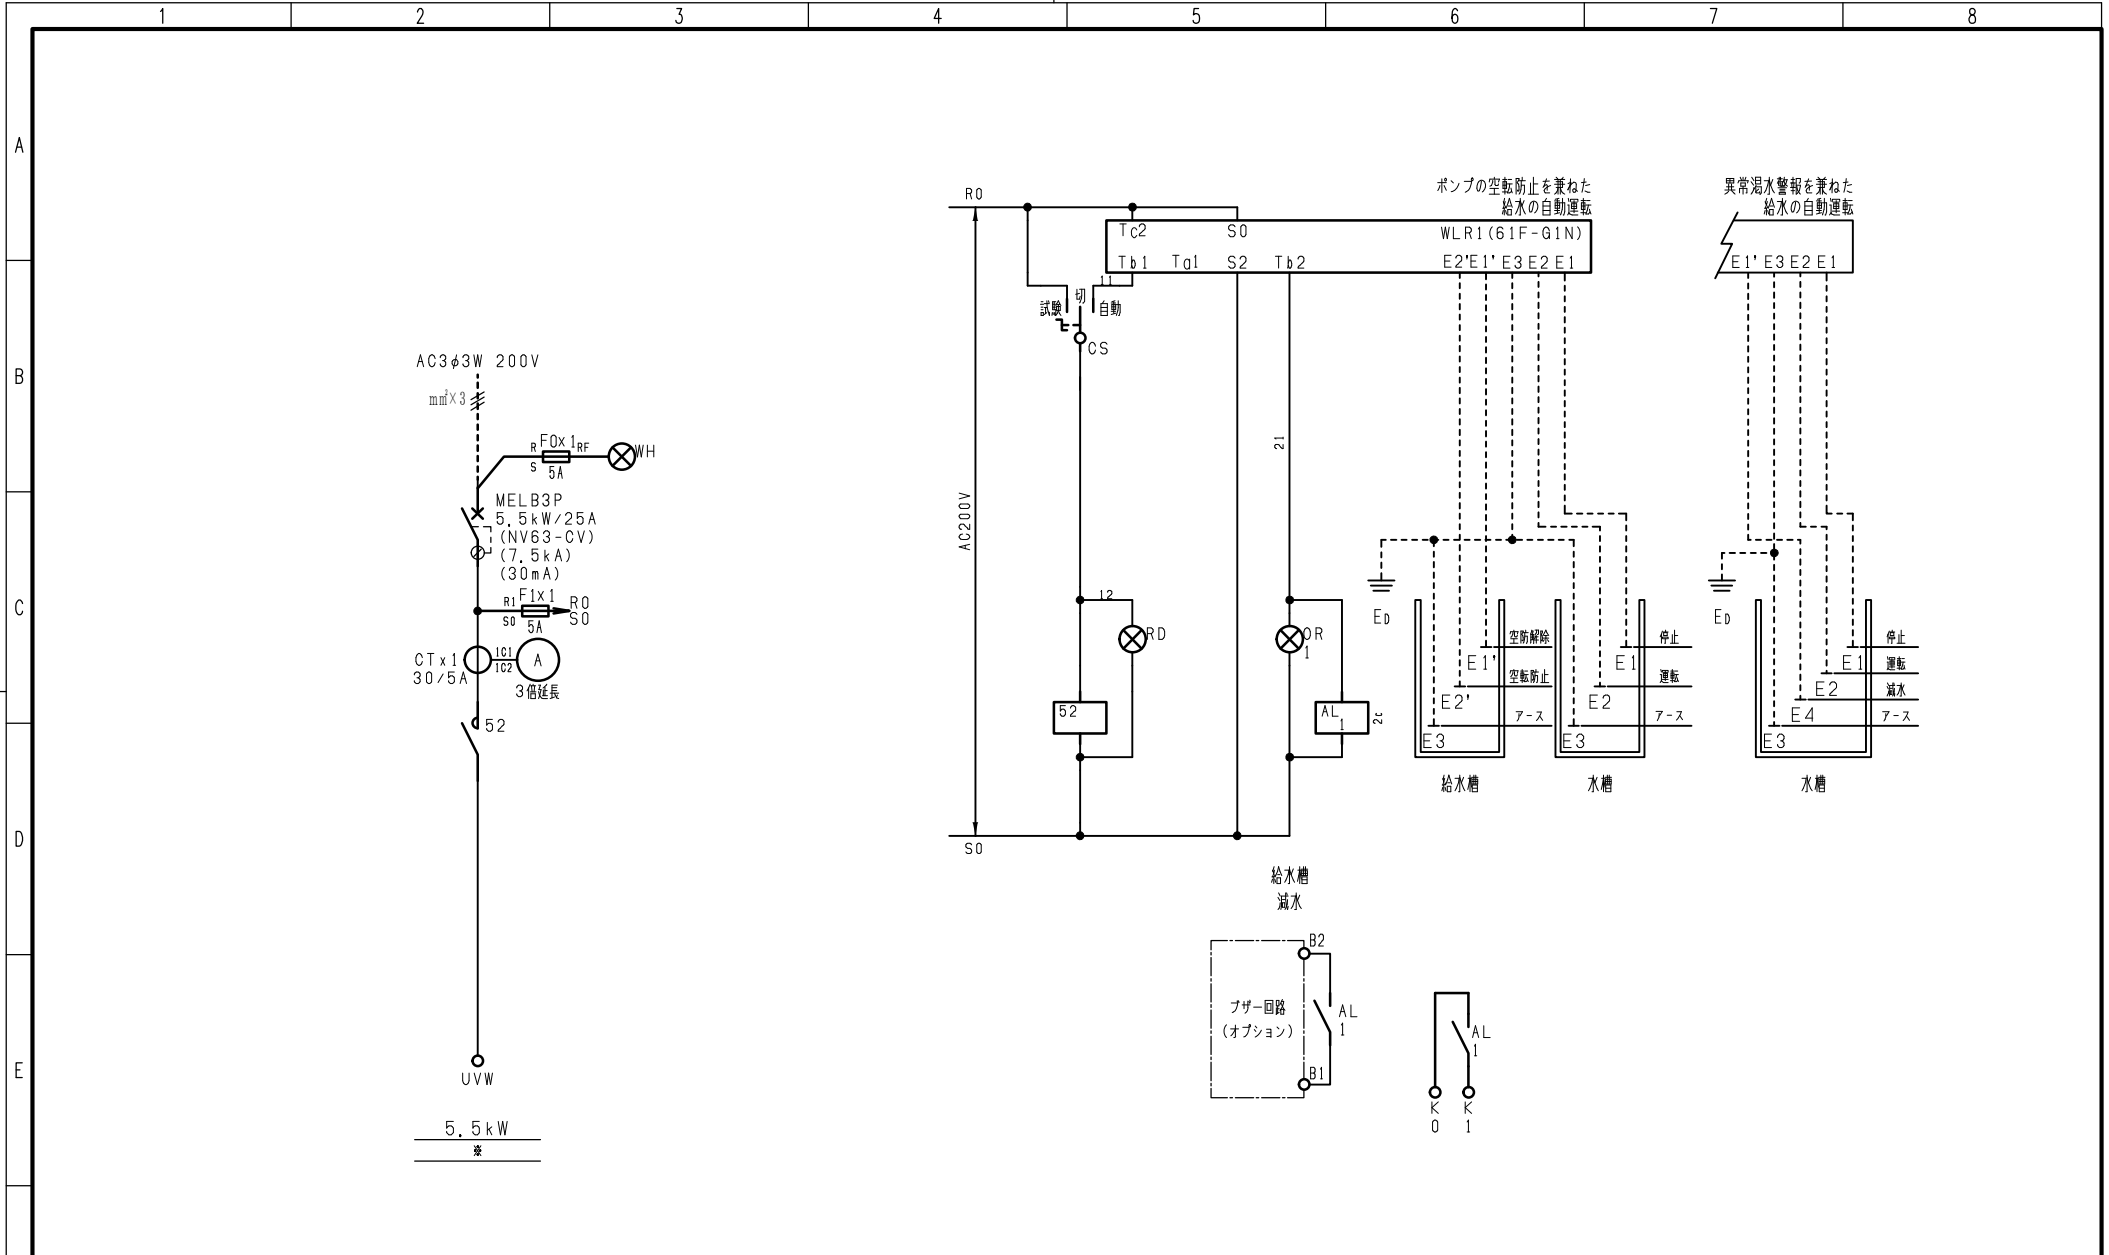 1 2 3 4 5 6 7 8
A
B
C
D
E
AC3φ3W 200V
mm²×3
R F0x1 RF
S 5A
WH
MELB3P
5.5kW/25A
(NV63-CV)
(7.5kA)
(30mA)
R1 F1x1 R0
S0 5A S0
CTx1
30/5A
1C1
1C2
A
3倍延長
52
UVW
5.5kW
※
R0
AC200V
S0
ポンプの空転防止を兼ねた
給水の自動運転
Tc2 S0 WLR1(61F-G1N)
Tb1 Ta1 S2 Tb2 E2' E1' E3 E2 E1
11
試験 切 自動
CS
21
12
RD
OR
1
52
AL
1
2c
ED
空防解除
E1'
空転防止
E2'
アース
E3
給水槽
停止
E1
運転
E2
アース
E3
水槽
異常渇水警報を兼ねた
給水の自動運転
E1' E3 E2 E1
ED
停止
E1
運転
E2
減水
E4
アース
E3
水槽
給水槽
減水
B2
ブザー回路
(オプション)
AL
1
B1
AL
1
K K
0 1